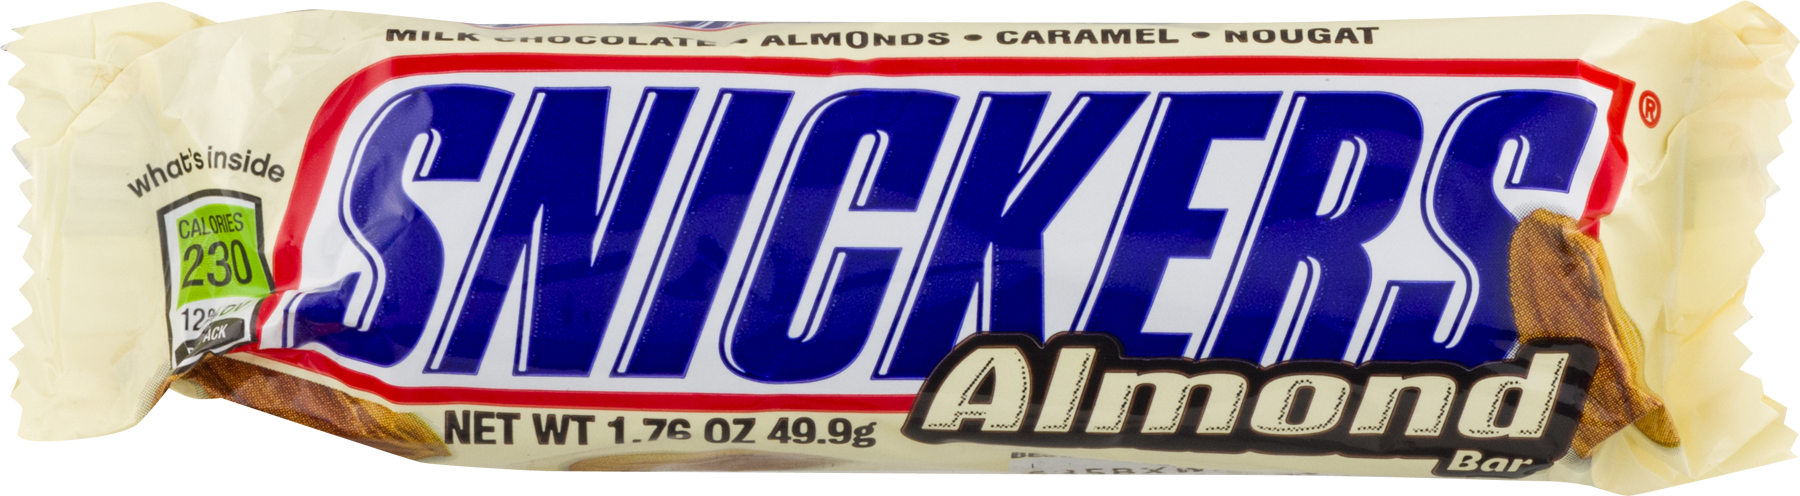 MILK CHOCOLATE • ALMONDS • CARAMEL • NOUGAT
SNICKERS®
what's inside
CALORIES
230
Almond
Bar
NET WT 1.76 OZ 49.9g